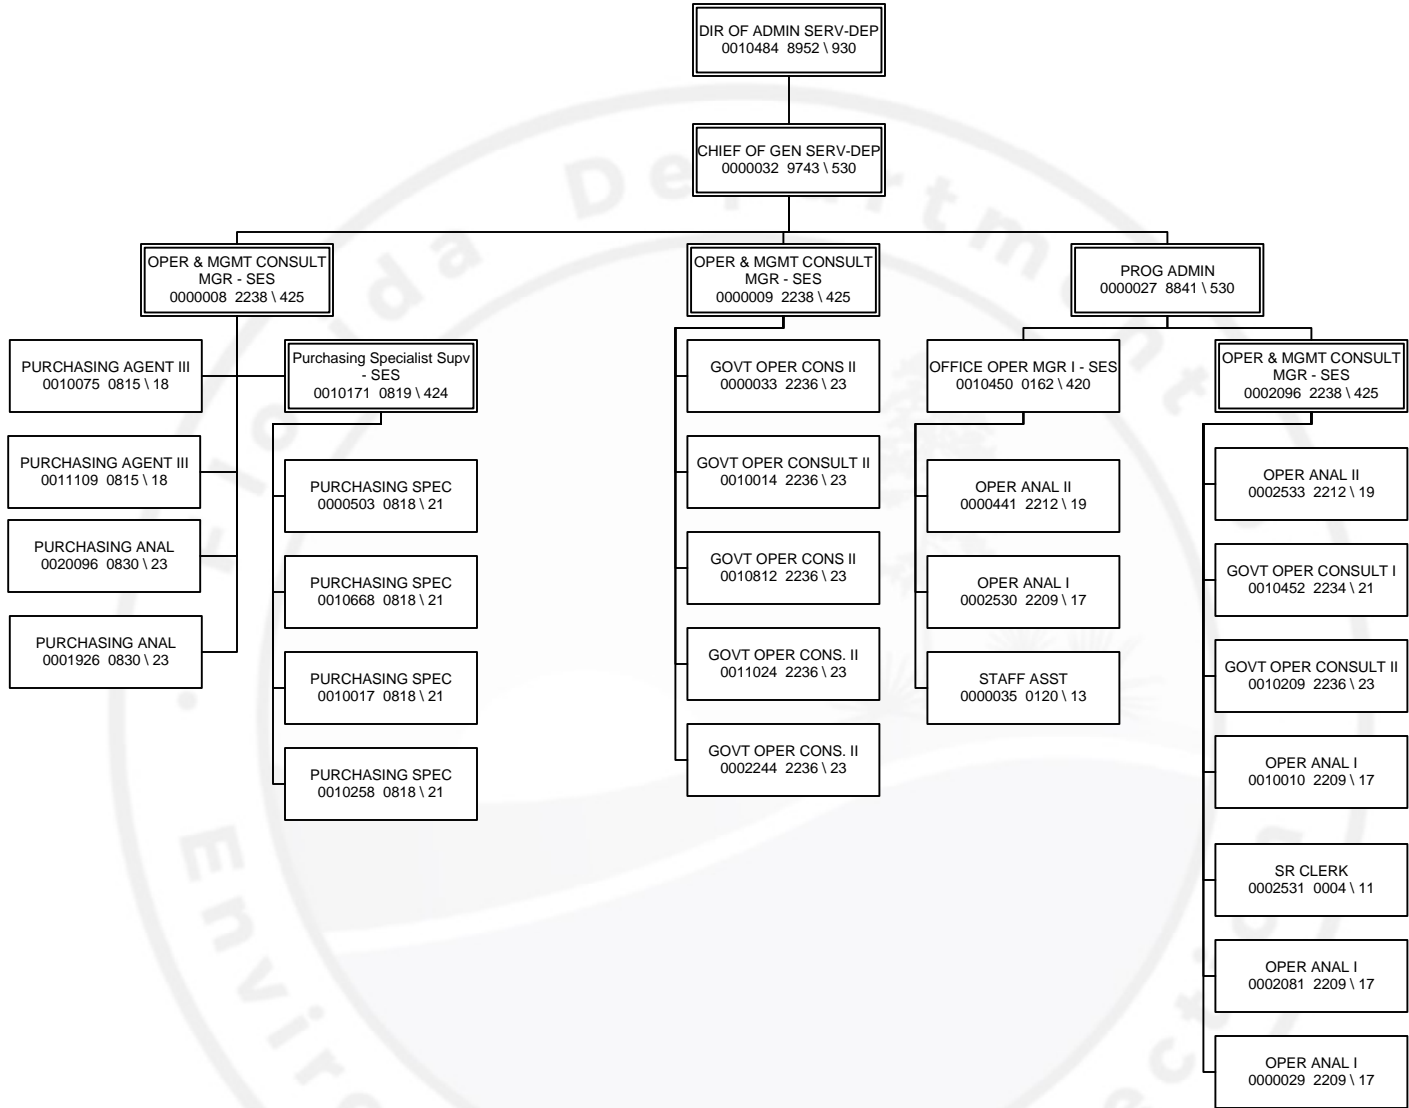 DIR OF ADMIN SERV-DEP
0010484 8952 \ 930
CHIEF OF GEN SERV-DEP
0000032 9743 \ 530
OPER & MGMT CONSULT
MGR - SES
0000008 2238 \ 425
OPER & MGMT CONSULT
MGR - SES
0000009 2238 \ 425
PROG ADMIN
0000027 8841 \ 530
PURCHASING AGENT III
0010075 0815 \ 18
PURCHASING AGENT III
0011109 0815 \ 18
PURCHASING ANAL
0020096 0830 \ 23
PURCHASING ANAL
0001926 0830 \ 23
Purchasing Specialist Supv
- SES
0010171 0819 \ 424
PURCHASING SPEC
0000503 0818 \ 21
PURCHASING SPEC
0010668 0818 \ 21
PURCHASING SPEC
0010017 0818 \ 21
PURCHASING SPEC
0010258 0818 \ 21
GOVT OPER CONS II
0000033 2236 \ 23
GOVT OPER CONSULT II
0010014 2236 \ 23
GOVT OPER CONS II
0010812 2236 \ 23
GOVT OPER CONS. II
0011024 2236 \ 23
GOVT OPER CONS. II
0002244 2236 \ 23
OFFICE OPER MGR I - SES
0010450 0162 \ 420
OPER ANAL II
0000441 2212 \ 19
OPER ANAL I
0002530 2209 \ 17
STAFF ASST
0000035 0120 \ 13
OPER & MGMT CONSULT
MGR - SES
0002096 2238 \ 425
OPER ANAL II
0002533 2212 \ 19
GOVT OPER CONSULT I
0010452 2234 \ 21
GOVT OPER CONSULT II
0010209 2236 \ 23
OPER ANAL I
0010010 2209 \ 17
SR CLERK
0002531 0004 \ 11
OPER ANAL I
0002081 2209 \ 17
OPER ANAL I
0000029 2209 \ 17
Florida Department